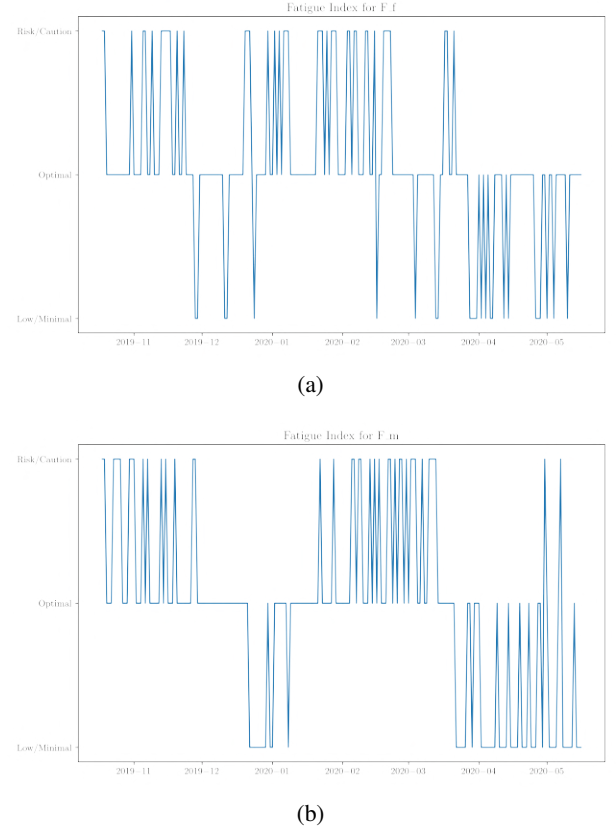 Fatigue Index for F.f
Risk/Caution
Optimal
Low/Minimal
2019-11 2019-12 2020-01 2020-02 2020-03 2020-04 2020-05
(a)
Fatigue Index for F.m
Risk/Caution
Optimal
Low/Minimal
2019-11 2019-12 2020-01 2020-02 2020-03 2020-04 2020-05
(b)